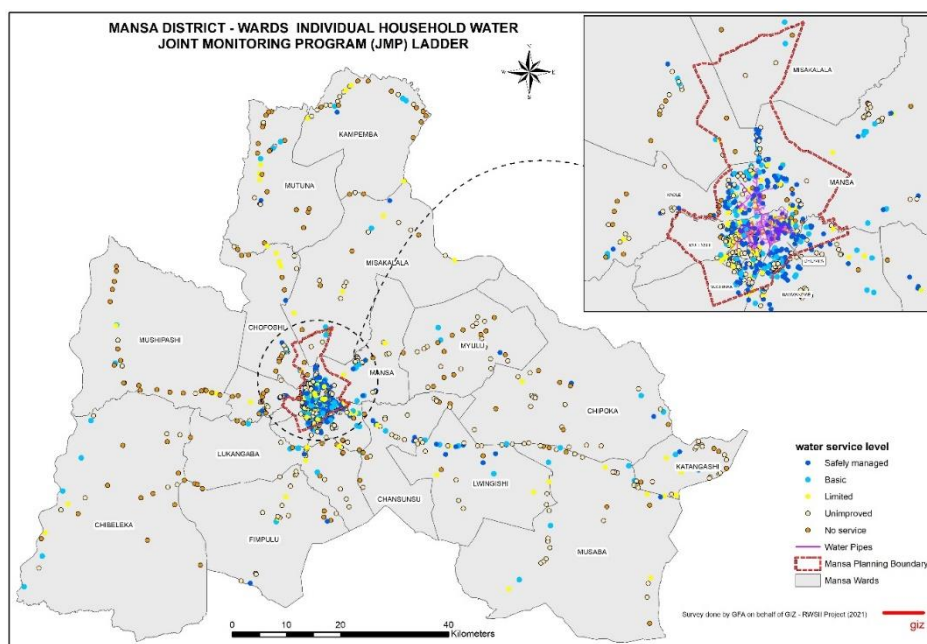 MANSA DISTRICT - WARDS INDIVIDUAL HOUSEHOLD WATER
JOINT MONITORING PROGRAM (JMP) LADDER
MISAKALALA
MANSA
KAMPEMBA
MUTUNA
MISAKALALA
MUSHIPASHI
CHOFOSHI
MANSA
MYULU
CHIPOKA
LUKANGABA
LWINGISHI
KATANGASHI
CHANSUNSU
CHIBELEKA
FIMPULU
MUSABA
water service level
Safely managed
Basic
Limited
Unimproved
No service
Water Pipes
Mansa Planning Boundary
Mansa Wards
0 10 20 40
Kilometers
Survey done by GFA on behalf of GIZ - RWSII Project (2021)
giz